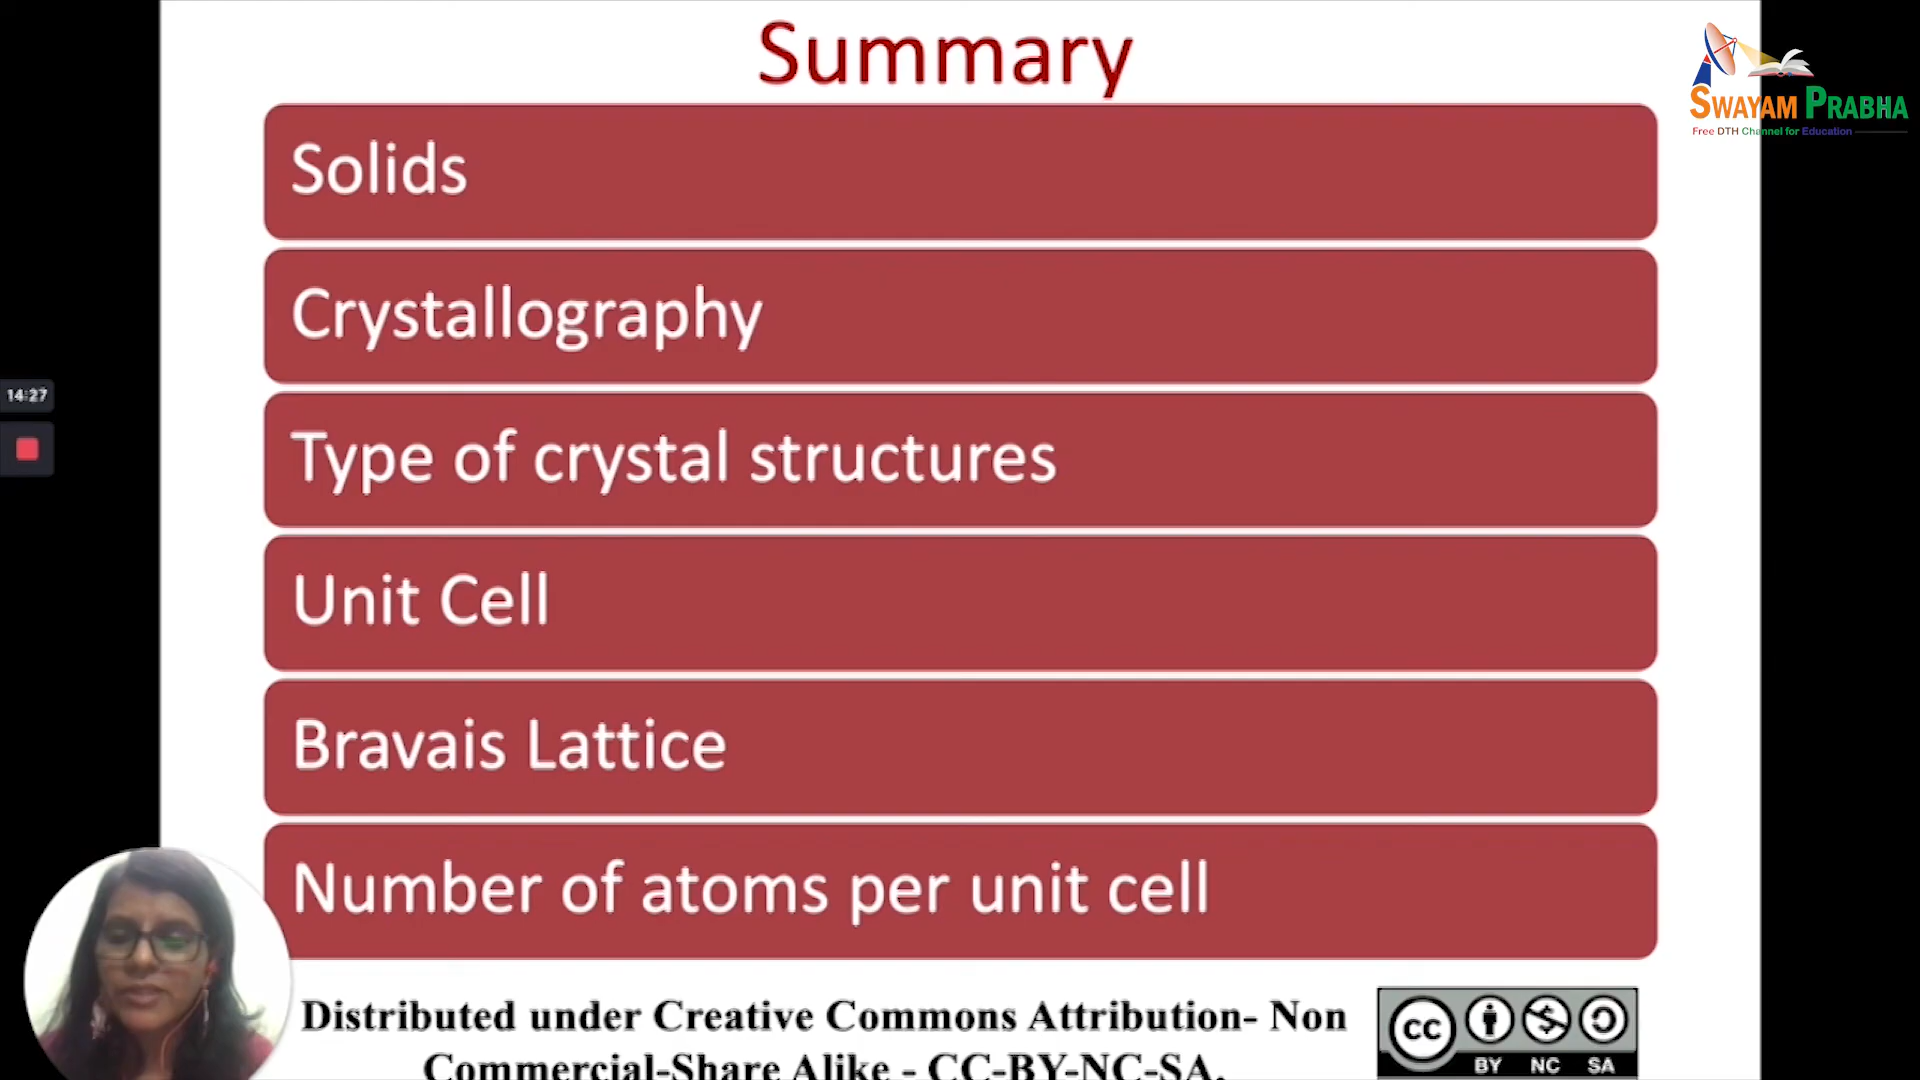 Summary
SWAYAM PRABHA
Free DTH Channel for Education
Solids
Crystallography
14:27
Type of crystal structures
Unit Cell
Bravais Lattice
Number of atoms per unit cell
Distributed under Creative Commons Attribution- Non
Commercial-Share Alike - CC-BY-NC-SA.
cc
BY NC SA